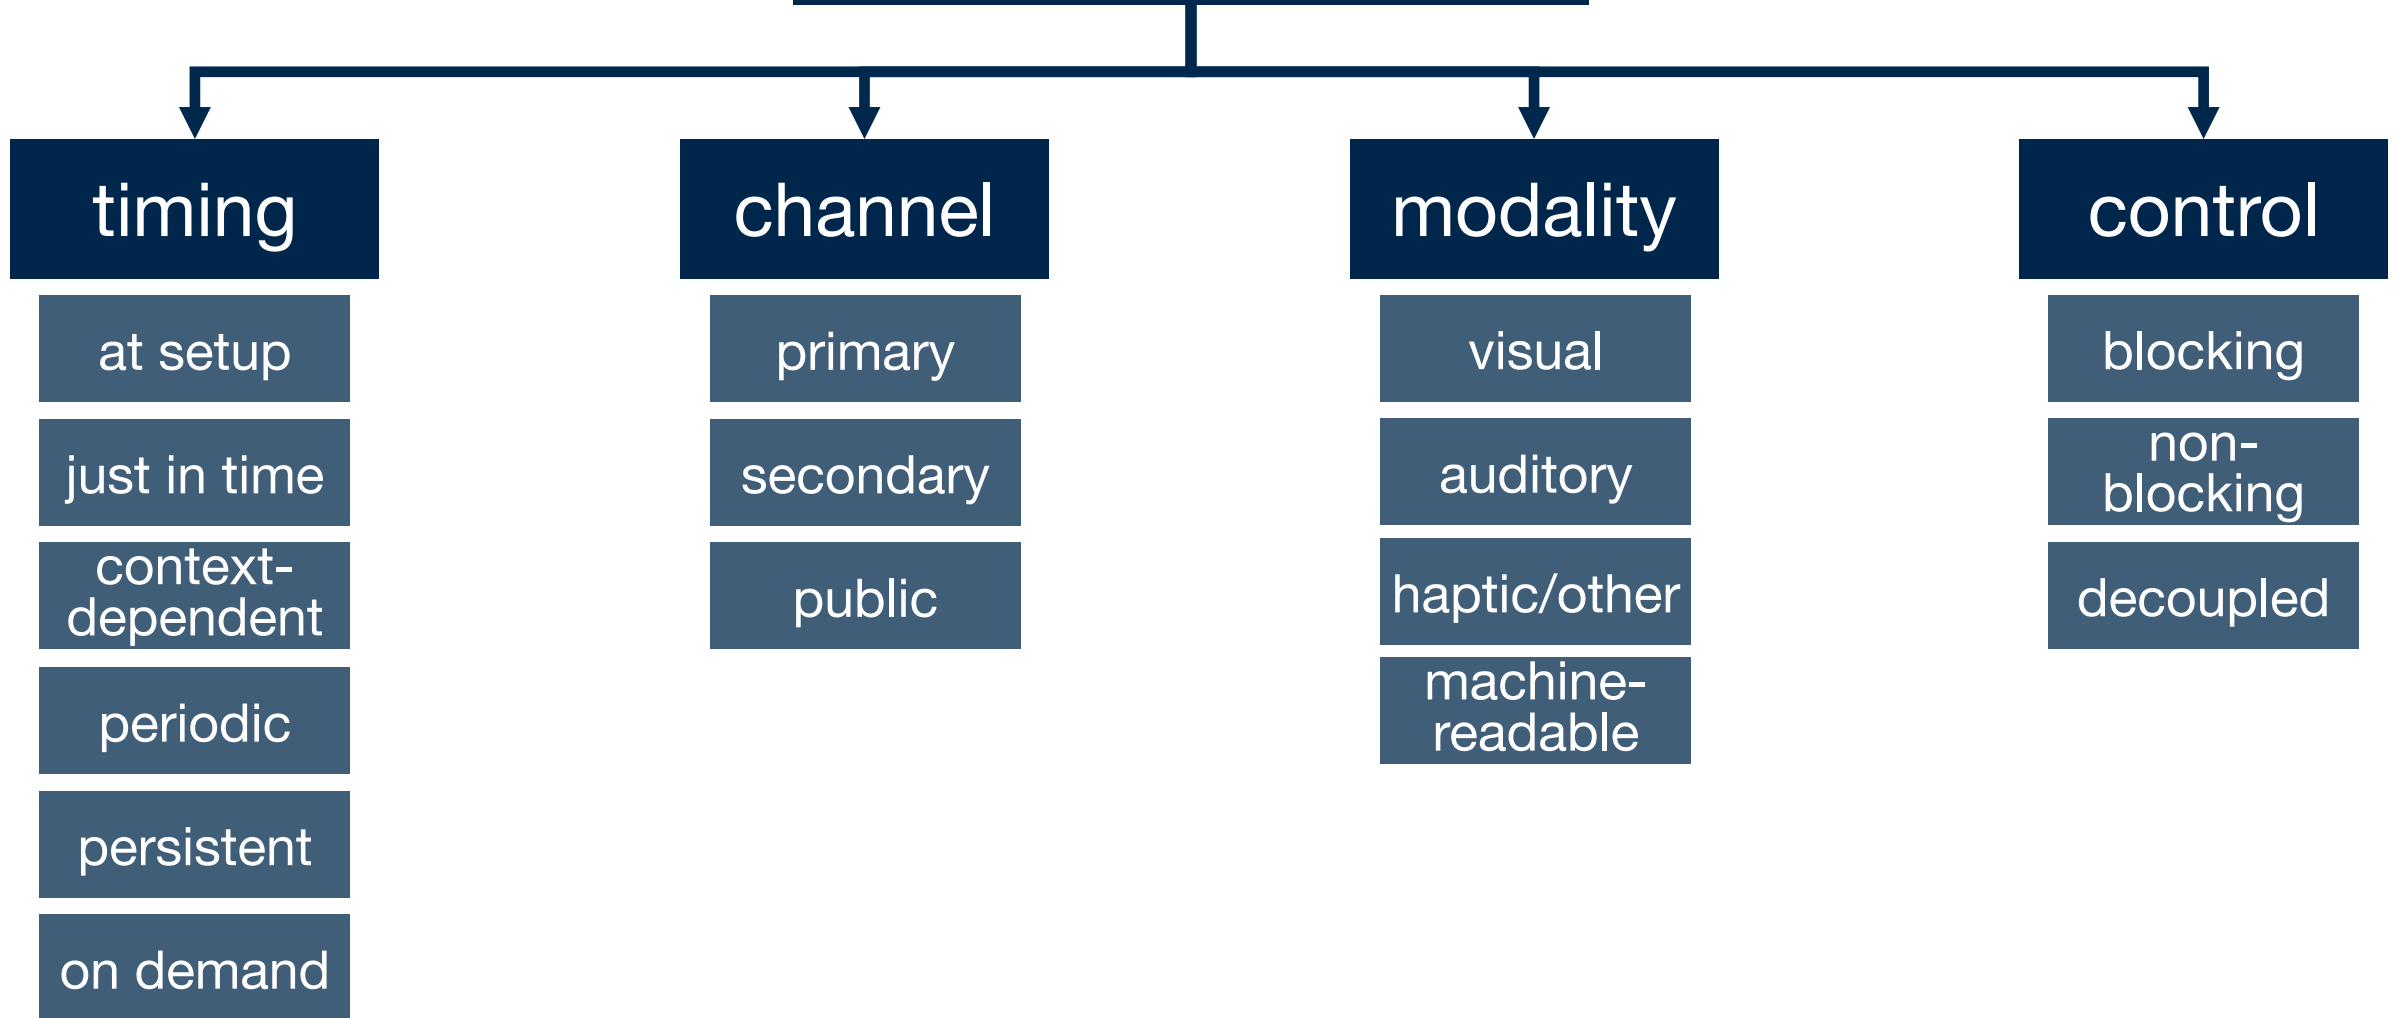 timing
at setup
just in time
context-
dependent
periodic
persistent
on demand
channel
primary
secondary
public
modality
visual
auditory
haptic/other
machine-
readable
control
blocking
non-
blocking
decoupled